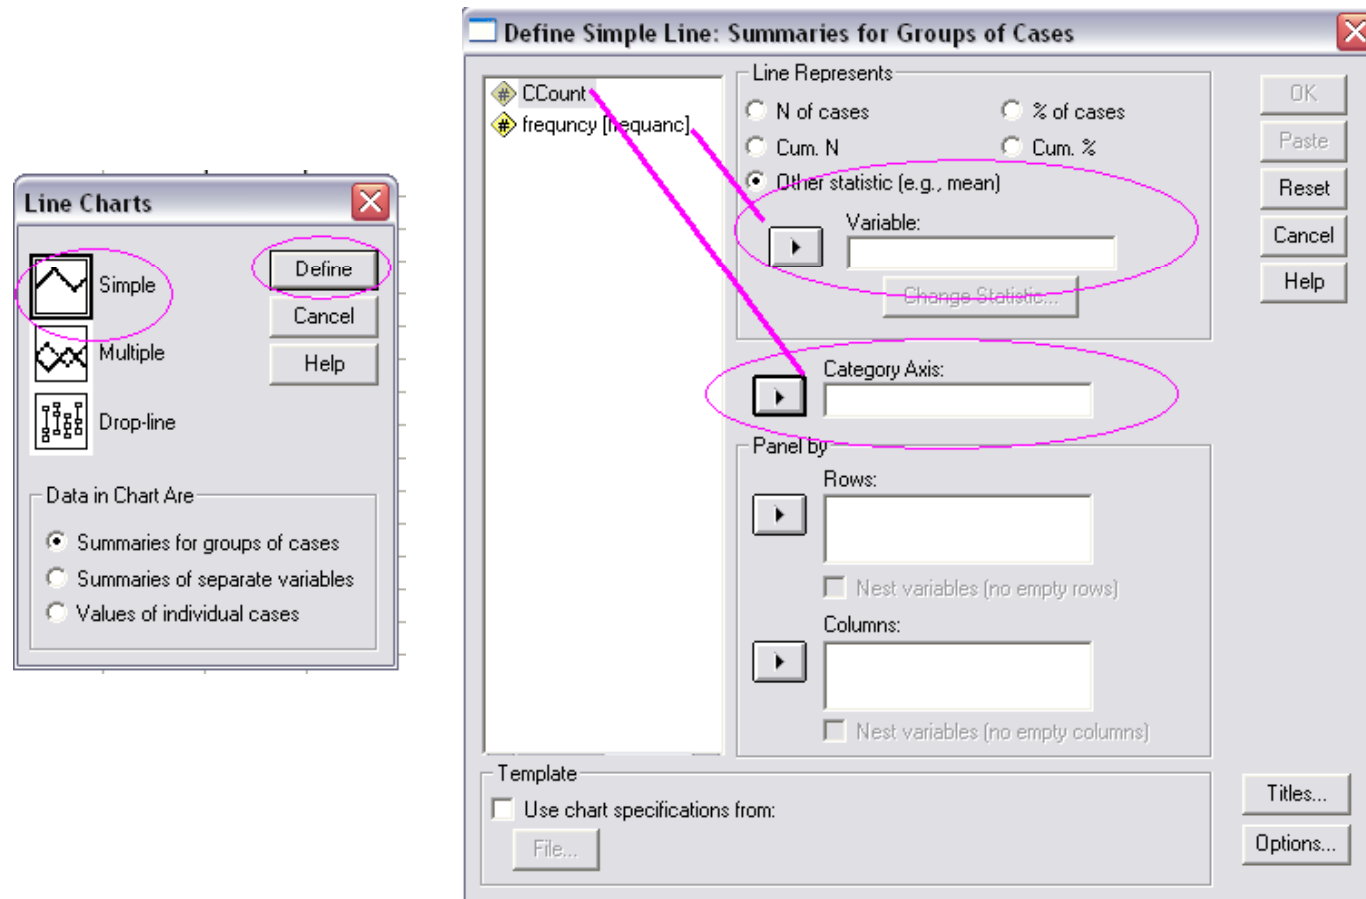 Line Charts
Simple
Define
Cancel
Multiple
Help
Drop-line
Data in Chart Are
Summaries for groups of cases
Summaries of separate variables
Values of individual cases
Define Simple Line: Summaries for Groups of Cases
CCount
frequncy [frequanc]
Line Represents
N of cases
% of cases
Cum. N
Cum. %
Other statistic (e.g., mean)
Variable:
Change Statistic...
Category Axis:
Panel by
Rows:
Nest variables (no empty rows)
Columns:
Nest variables (no empty columns)
Template
Use chart specifications from:
File...
OK
Paste
Reset
Cancel
Help
Titles...
Options...